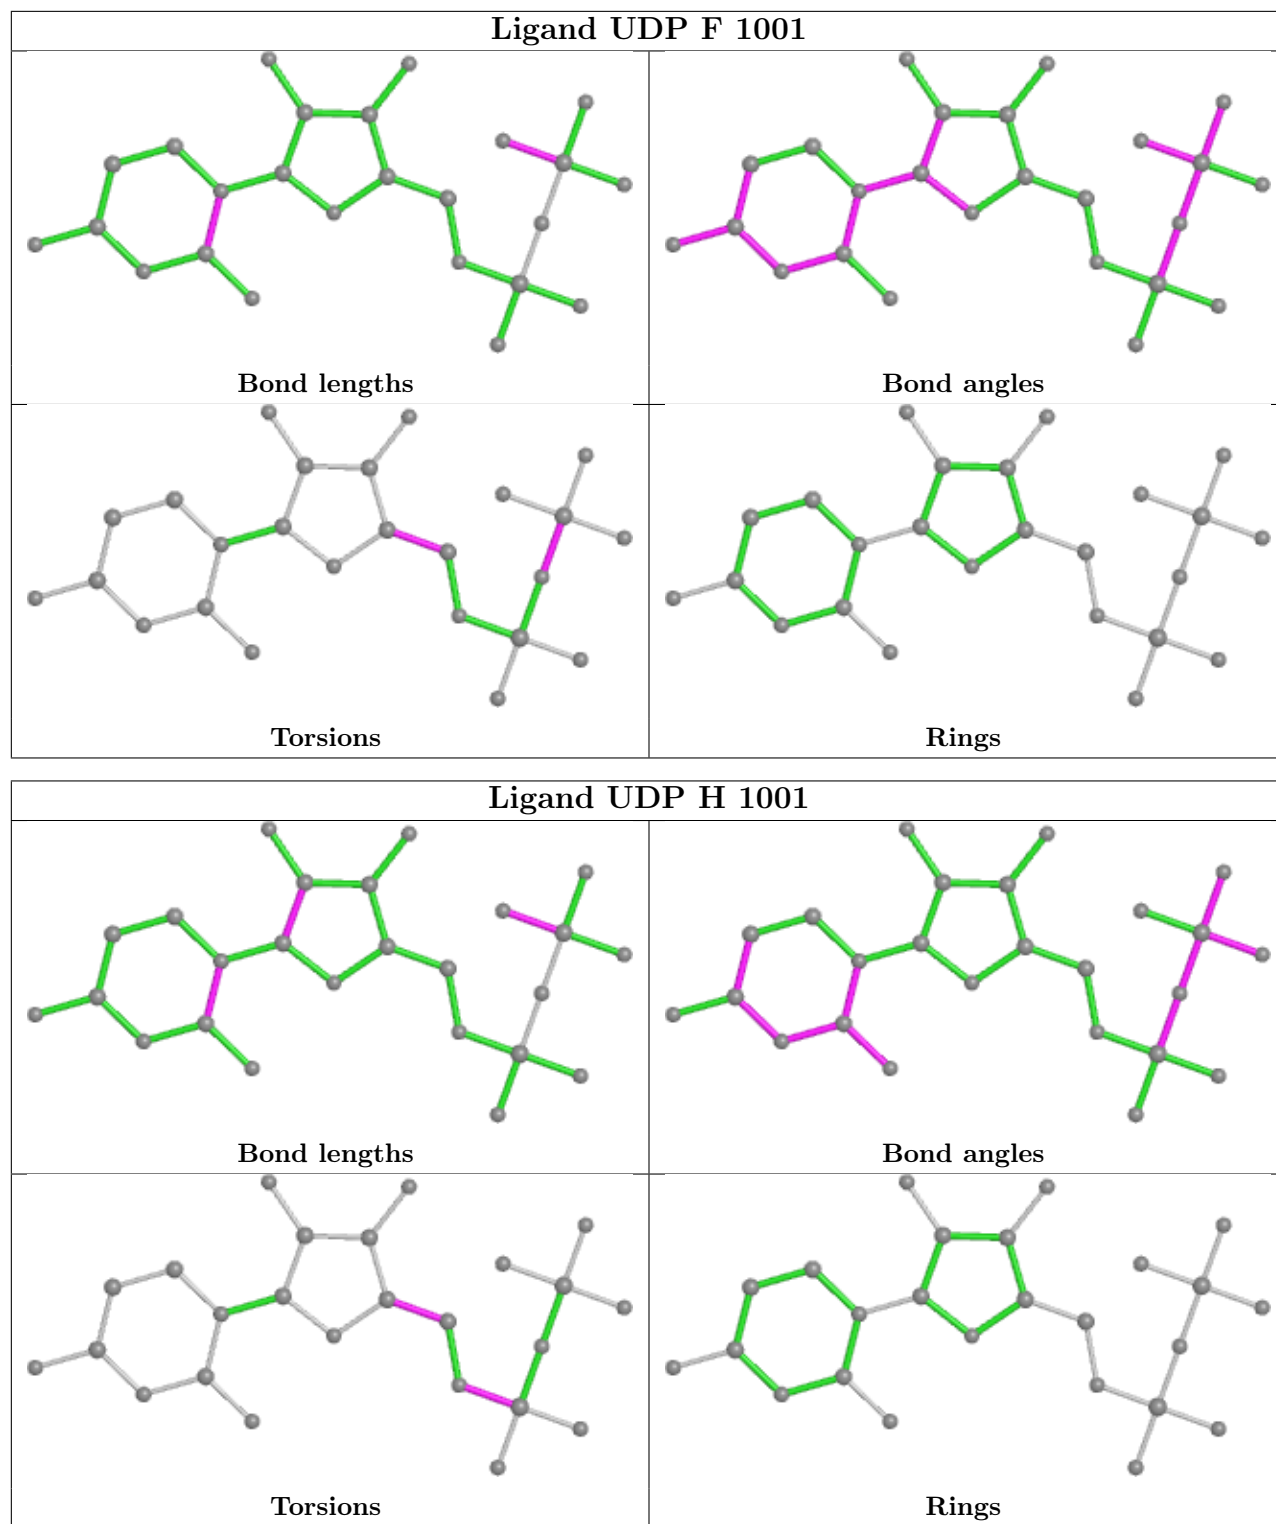 Ligand UDP F 1001
Bond lengths
Bond angles
Torsions
Rings
Ligand UDP H 1001
Bond lengths
Bond angles
Torsions
Rings